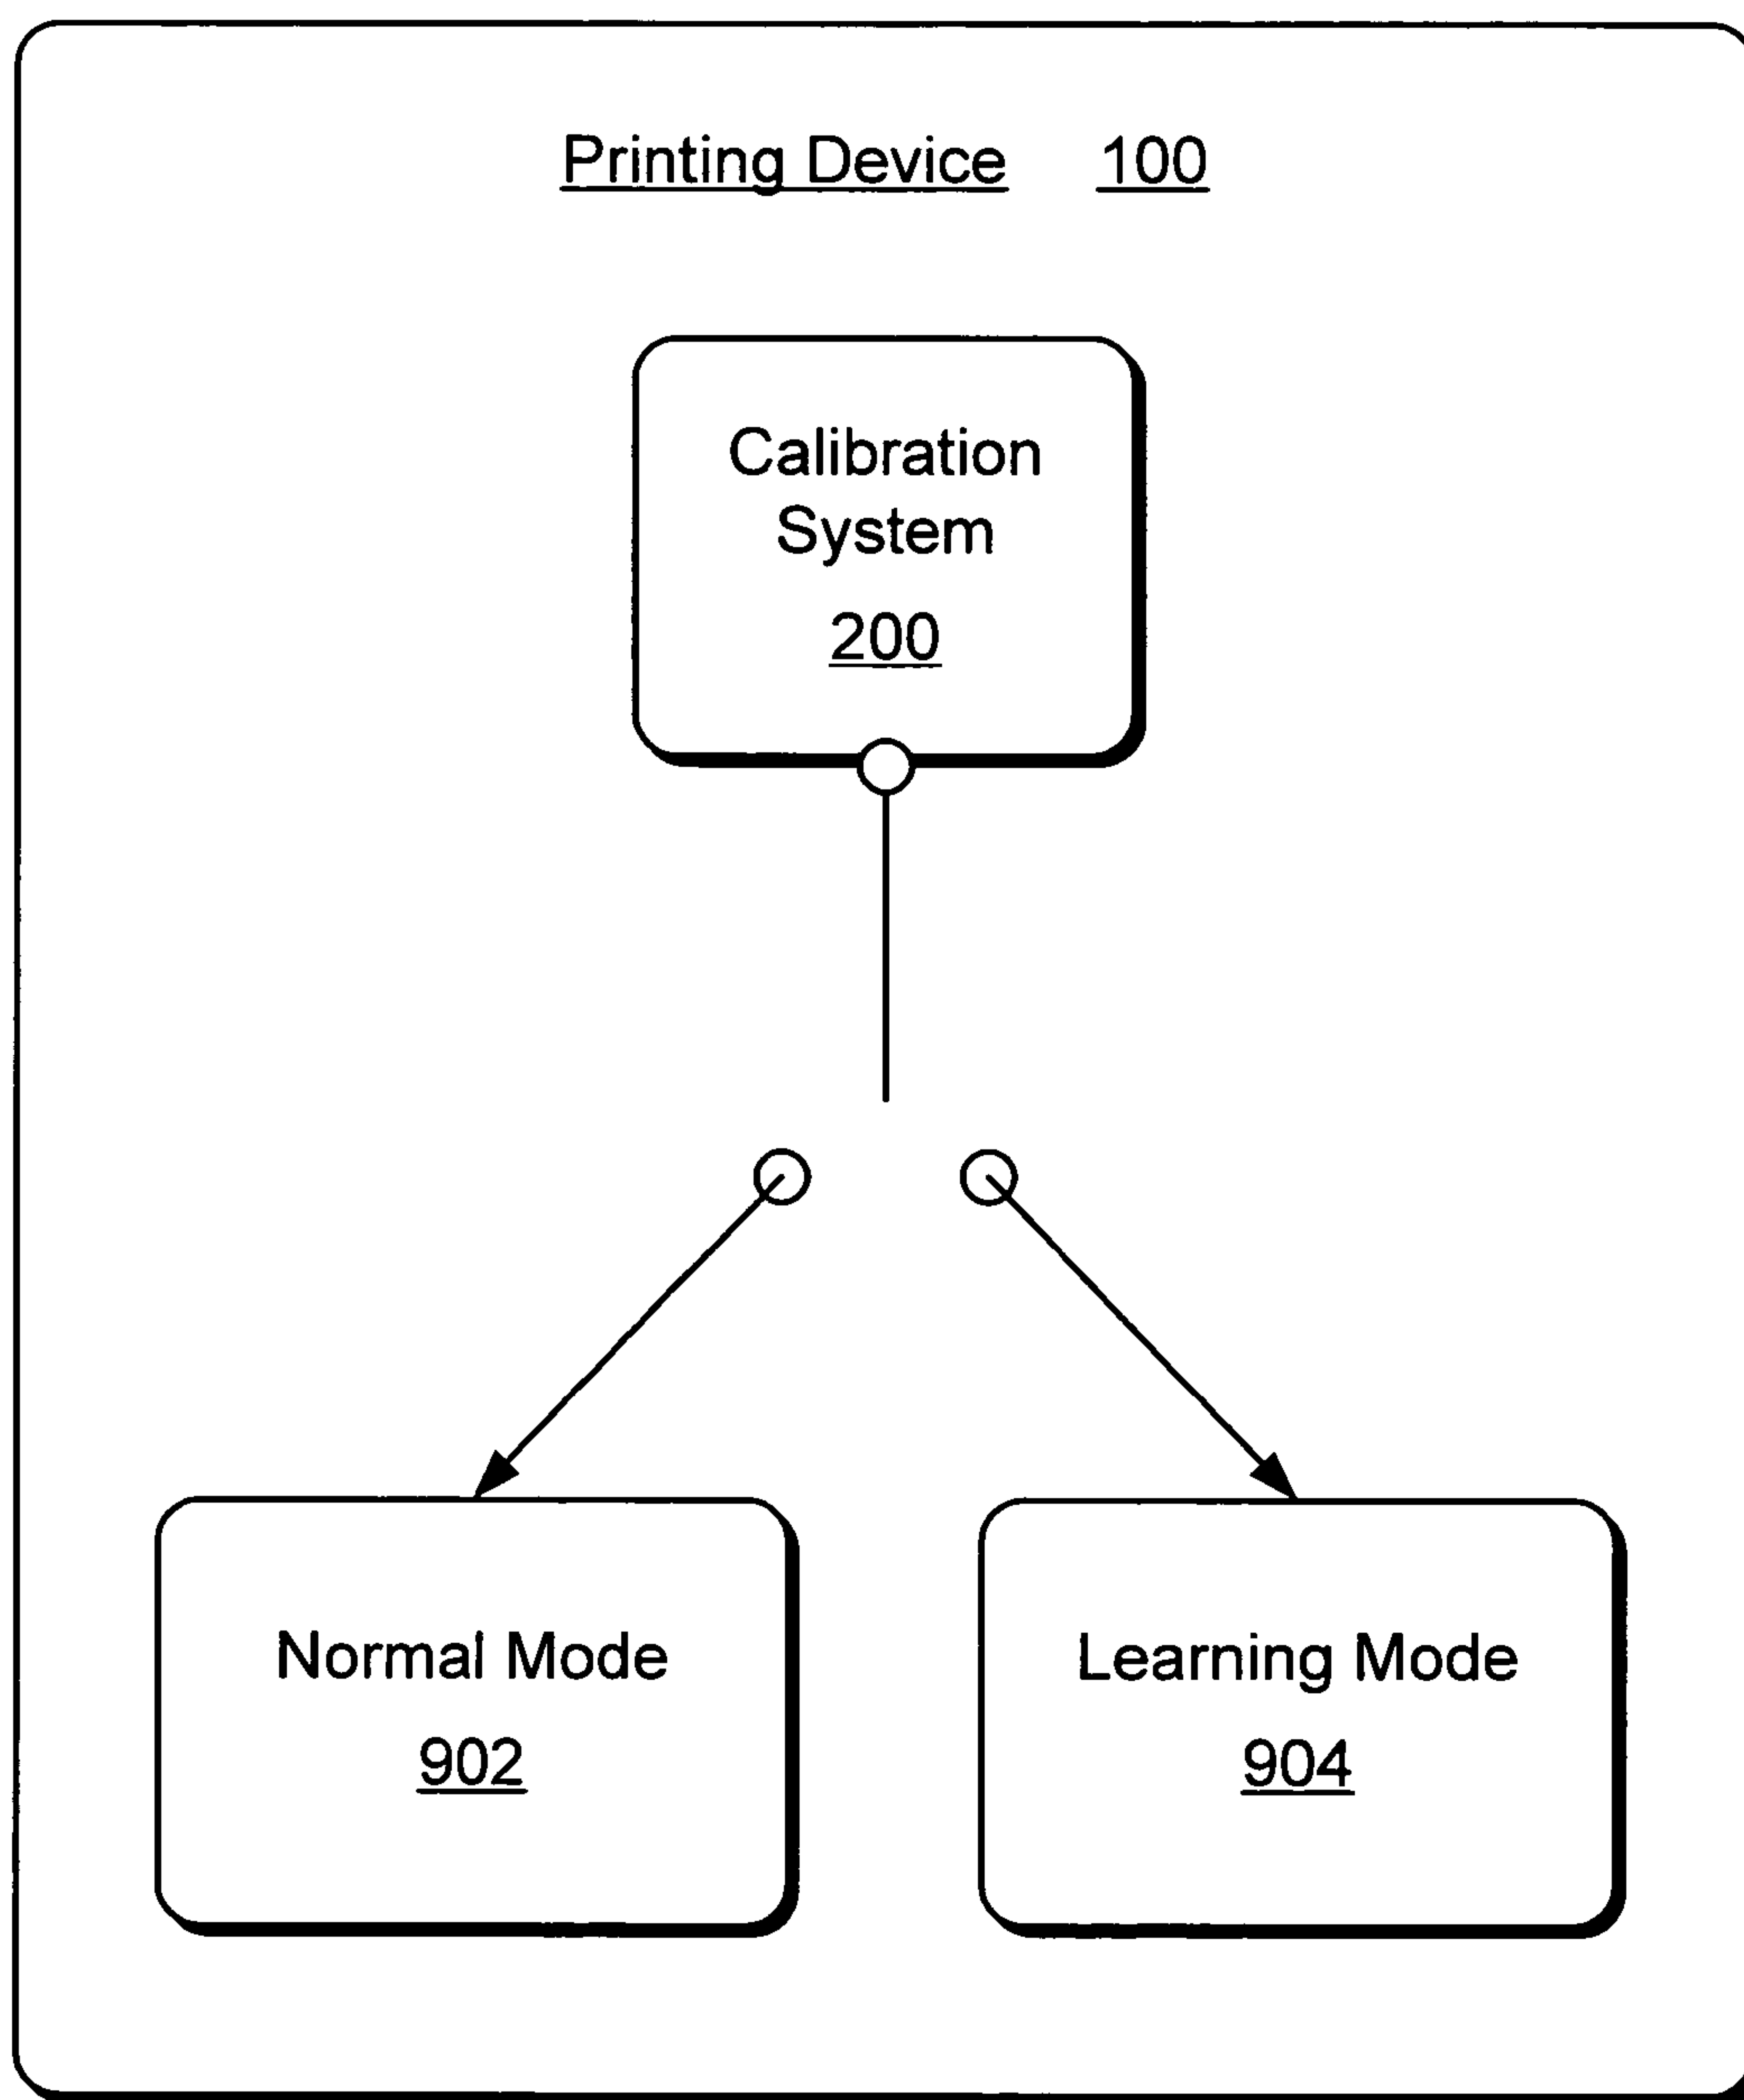 Printing Device 100
Calibration
System
200
Normal Mode
902
Learning Mode
904